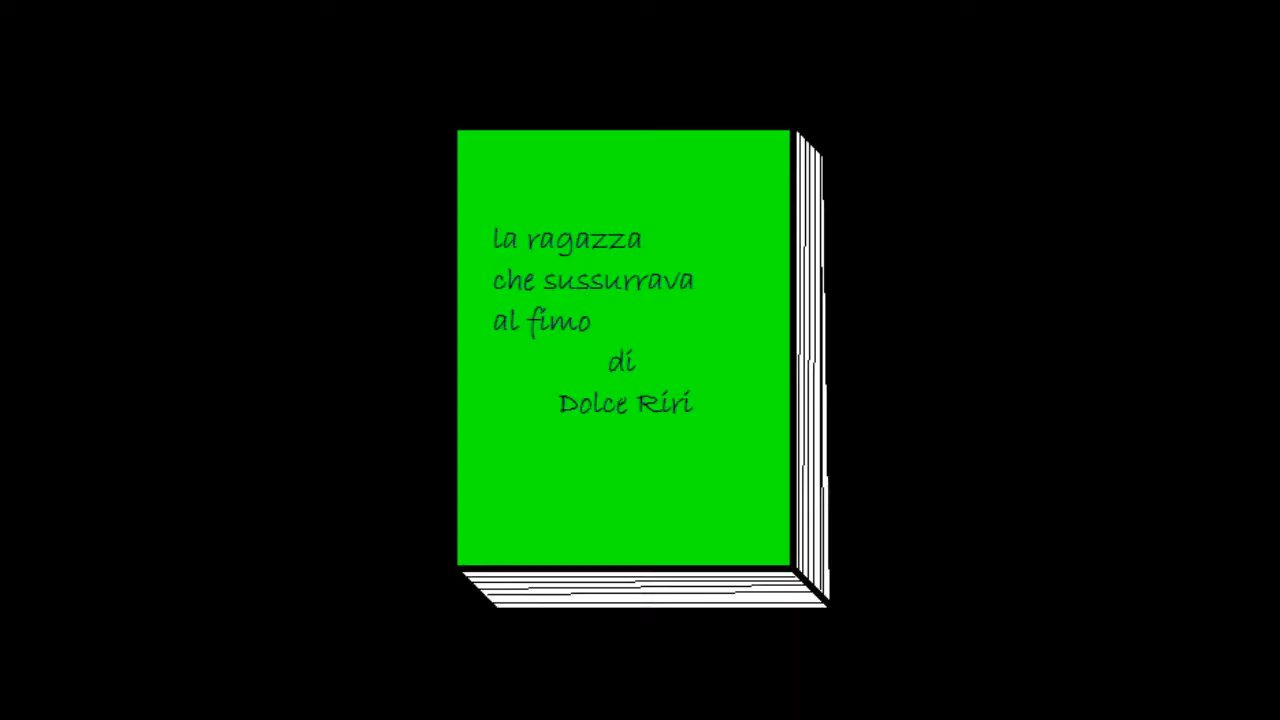 la ragazza
che sussurrava
al fimo
di
Dolce Riri